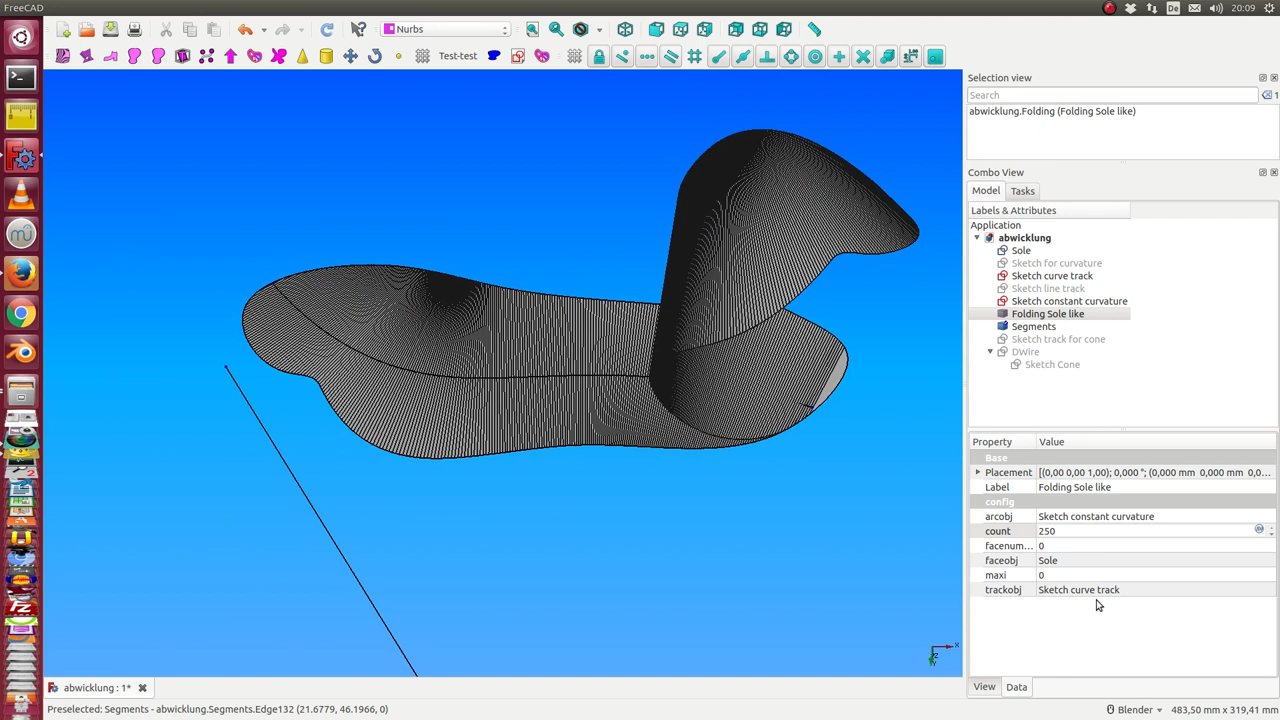 FreeCAD
De
20:09
Nurbs
Test-test
Selection view
Search
1
abwicklung.Folding (Folding Sole like)
Combo View
Model
Tasks
Labels & Attributes
Application
abwicklung
Sole
Sketch for curvature
Sketch curve track
Sketch line track
Sketch constant curvature
Folding Sole like
Segments
Sketch track for cone
DWire
Sketch Cone
Property Value
Base
Placement [(0,00 0,00 1,00); 0,000 °; (0,000 mm 0,000 mm 0,0...
Label Folding Sole like
config
arcobj Sketch constant curvature
count 250
facenum... 0
faceobj Sole
maxi 0
trackobj Sketch curve track
x
z
View
Data
abwicklung : 1*
Preselected: Segments - abwicklung.Segments.Edge132 (21.6779, 46.1966, 0)
Blender
483,50 mm x 319,41 mm